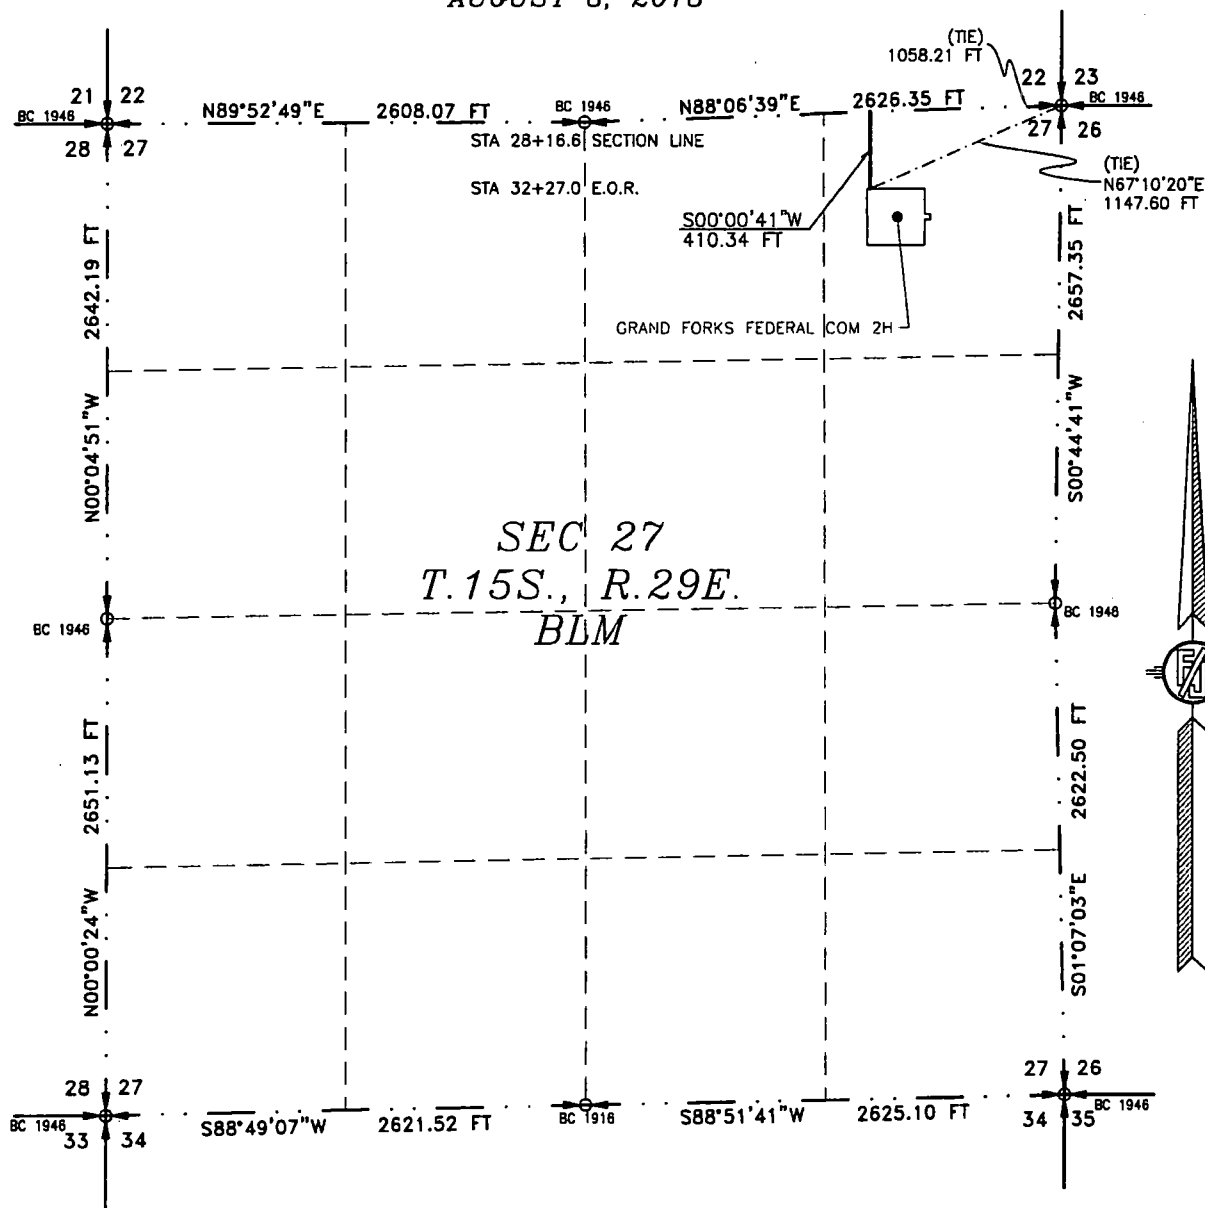 (TIE)
1058.21 FT
21 22
22 23
BC 1946
N89°52'49"E 2608.07 FT
BC 1946
N88°06'39"E 2626.35 FT
BC 1946
28 27
27 26
STA 28+16.6 SECTION LINE
STA 32+27.0 E.O.R.
(TIE)
N67°10'20"E
1147.60 FT
S00°00'41"W
410.34 FT
2642.19 FT
2657.35 FT
GRAND FORKS FEDERAL COM 2H
N00°04'51"W
S00°44'41"W
SEC 27
T.15S., R.29E.
BLM
BC 1946
BC 1946
2651.13 FT
2622.50 FT
N00°00'24"W
S01°07'03"E
28 27
27 26
BC 1946
S88°49'07"W 2621.52 FT
BC 1916
S88°51'41"W 2625.10 FT
BC 1946
33 34
34 35